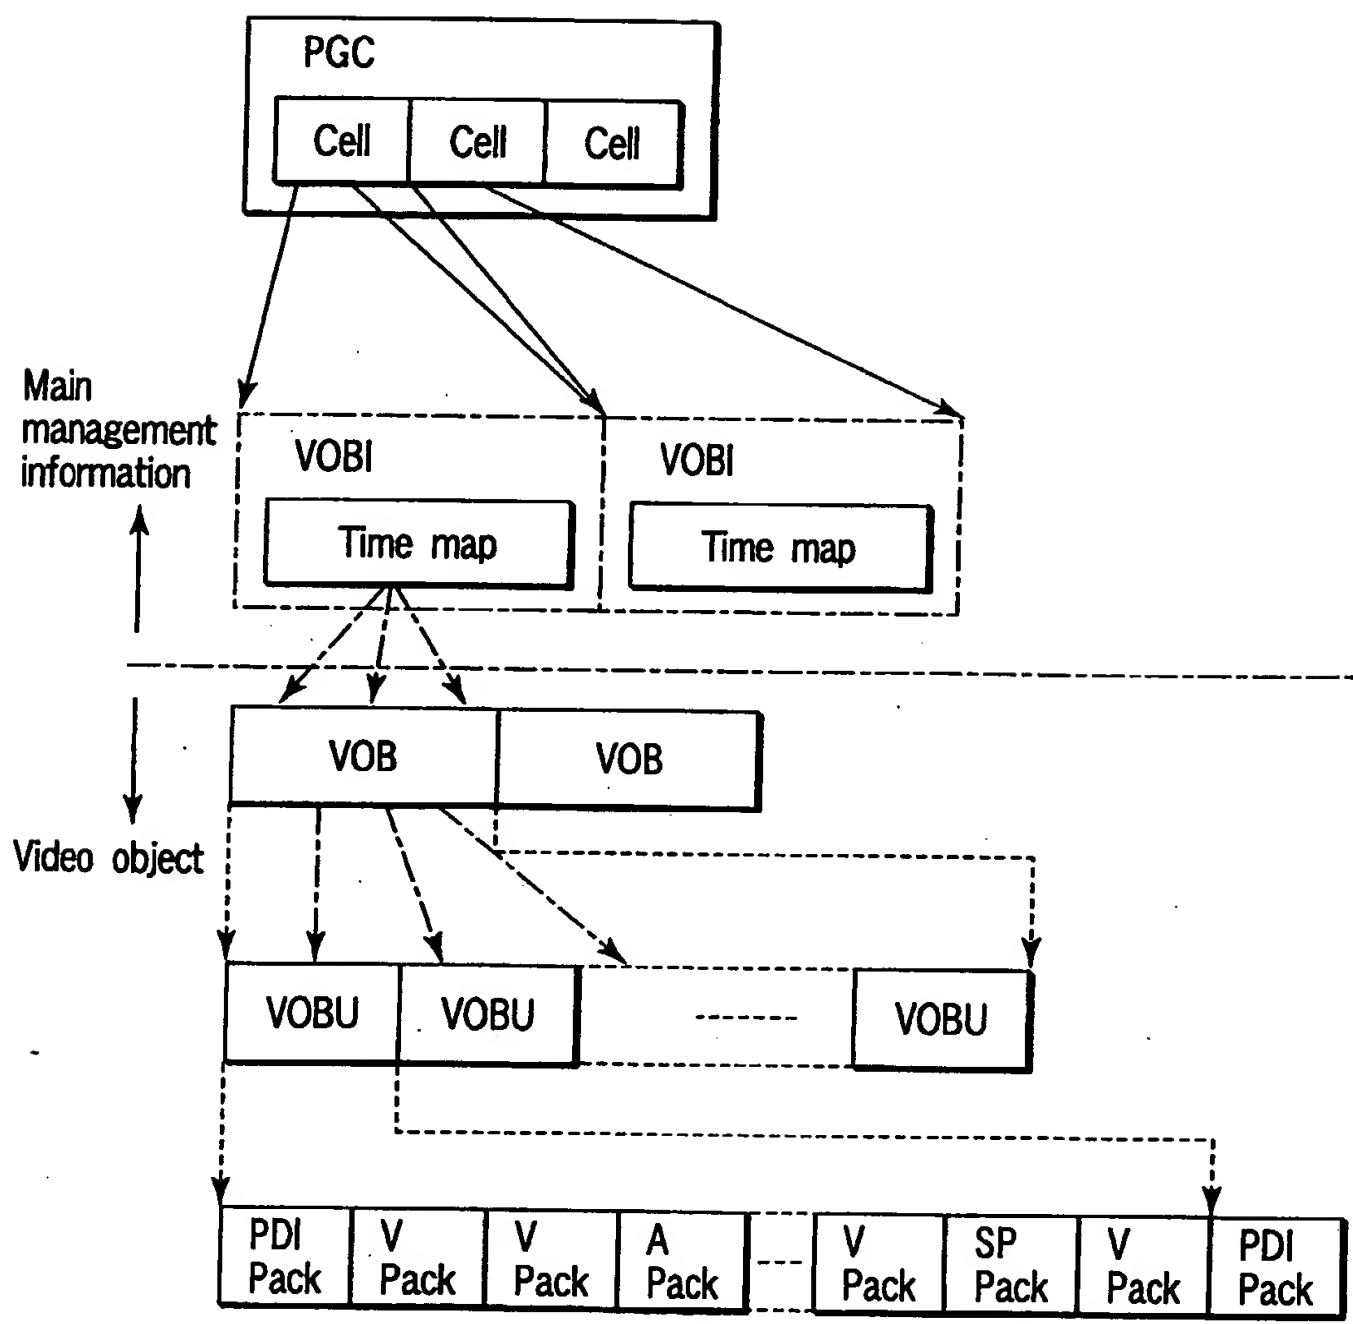 PGC
Cell Cell Cell
Main
management
information
VOBI VOBI
Time map Time map
VOB VOB
Video object
VOBU VOBU VOBU
PDI V V A V SP V PDI
Pack Pack Pack Pack Pack Pack Pack Pack